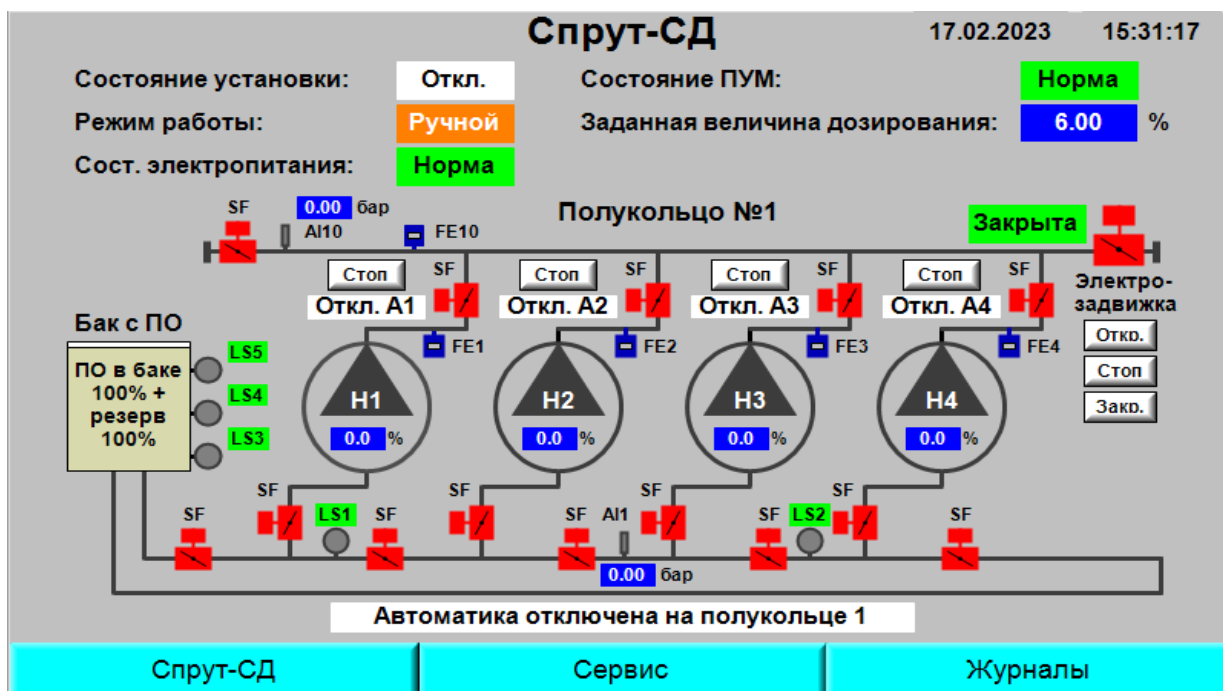 Спрут-СД
17.02.2023 15:31:17
Состояние установки: Откл. Состояние ПУМ: Норма
Режим работы: Ручной Заданная величина дозирования: 6.00 %
Сост. электропитания: Норма
SF 0.00 бар Полукольцо №1 Закрыта
AI10 FE10
Стоп SF Стоп SF Стоп SF Стоп SF Электро-
Откл. А1 Откл. А2 Откл. А3 Откл. А4 задвижка
Бак с ПО
FE1 FE2 FE3 FE4 Откр.
Стоп
Закр.
ПО в баке
100% +
резерв
100%
LS5
LS4
LS3
Н1 Н2 Н3 Н4
0.0 % 0.0 % 0.0 % 0.0 %
SF SF SF SF
SF LS1 SF SF AI1 SF LS2 SF
0.00 бар
Автоматика отключена на полукольце 1
Спрут-СД Сервис Журналы